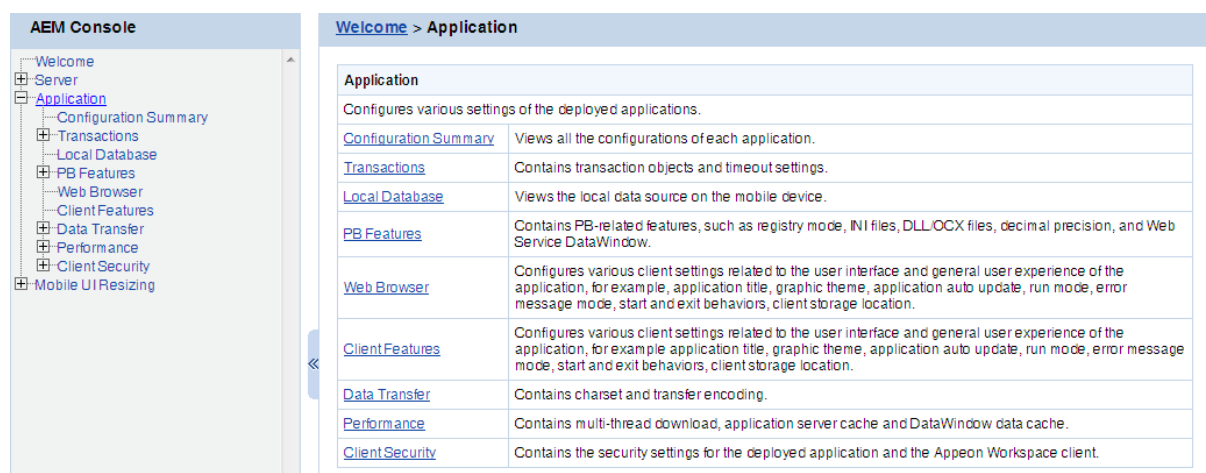 AEM Console
Welcome
Server
Application
Configuration Summary
Transactions
Local Database
PB Features
Web Browser
Client Features
Data Transfer
Performance
Client Security
Mobile UI Resizing
«
Welcome > Application
Application
Configures various settings of the deployed applications.
Configuration Summary Views all the configurations of each application.
Transactions Contains transaction objects and timeout settings.
Local Database Views the local data source on the mobile device.
PB Features Contains PB-related features, such as registry mode, INI files, DLL/OCX files, decimal precision, and Web
Service DataWindow.
Web Browser Configures various client settings related to the user interface and general user experience of the
application, for example, application title, graphic theme, application auto update, run mode, error
message mode, start and exit behaviors, client storage location.
Client Features Configures various client settings related to the user interface and general user experience of the
application, for example application title, graphic theme, application auto update, run mode, error message
mode, start and exit behaviors, client storage location.
Data Transfer Contains charset and transfer encoding.
Performance Contains multi-thread download, application server cache and DataWindow data cache.
Client Security Contains the security settings for the deployed application and the Appeon Workspace client.